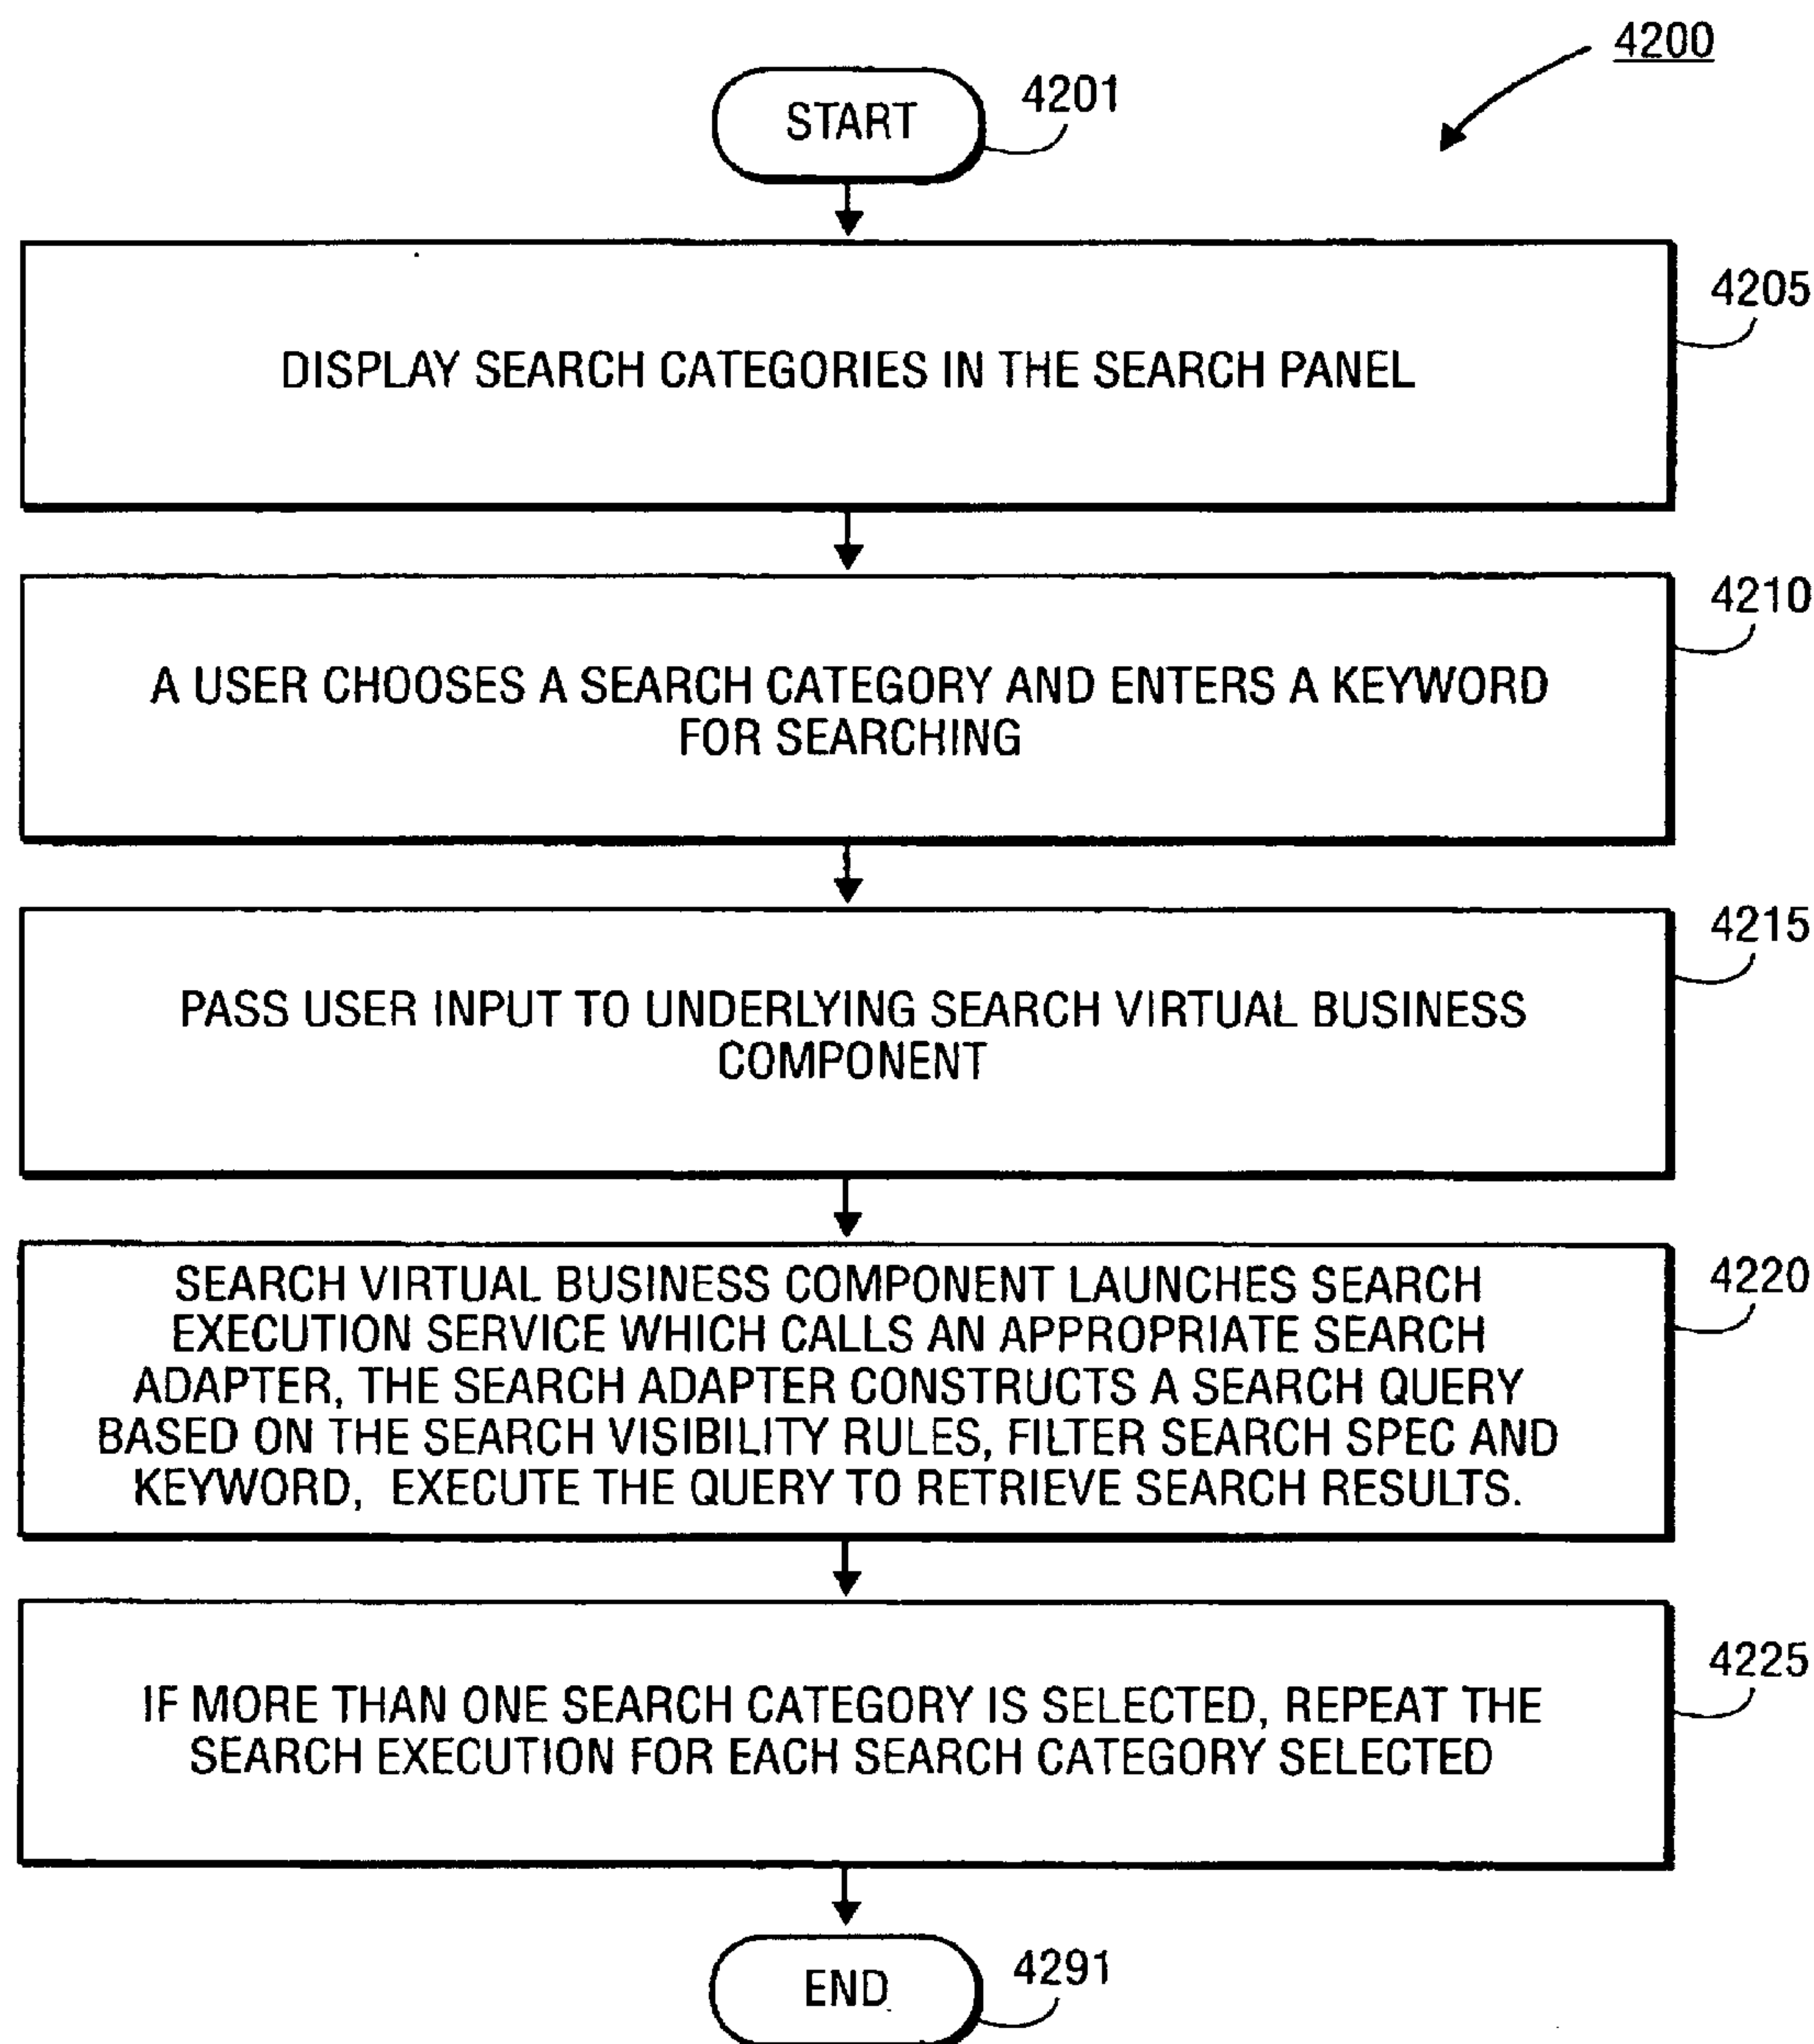 4200
START
4201
4205
DISPLAY SEARCH CATEGORIES IN THE SEARCH PANEL
4210
A USER CHOOSES A SEARCH CATEGORY AND ENTERS A KEYWORD
FOR SEARCHING
4215
PASS USER INPUT TO UNDERLYING SEARCH VIRTUAL BUSINESS
COMPONENT
4220
SEARCH VIRTUAL BUSINESS COMPONENT LAUNCHES SEARCH
EXECUTION SERVICE WHICH CALLS AN APPROPRIATE SEARCH
ADAPTER, THE SEARCH ADAPTER CONSTRUCTS A SEARCH QUERY
BASED ON THE SEARCH VISIBILITY RULES, FILTER SEARCH SPEC AND
KEYWORD, EXECUTE THE QUERY TO RETRIEVE SEARCH RESULTS.
4225
IF MORE THAN ONE SEARCH CATEGORY IS SELECTED, REPEAT THE
SEARCH EXECUTION FOR EACH SEARCH CATEGORY SELECTED
END
4291